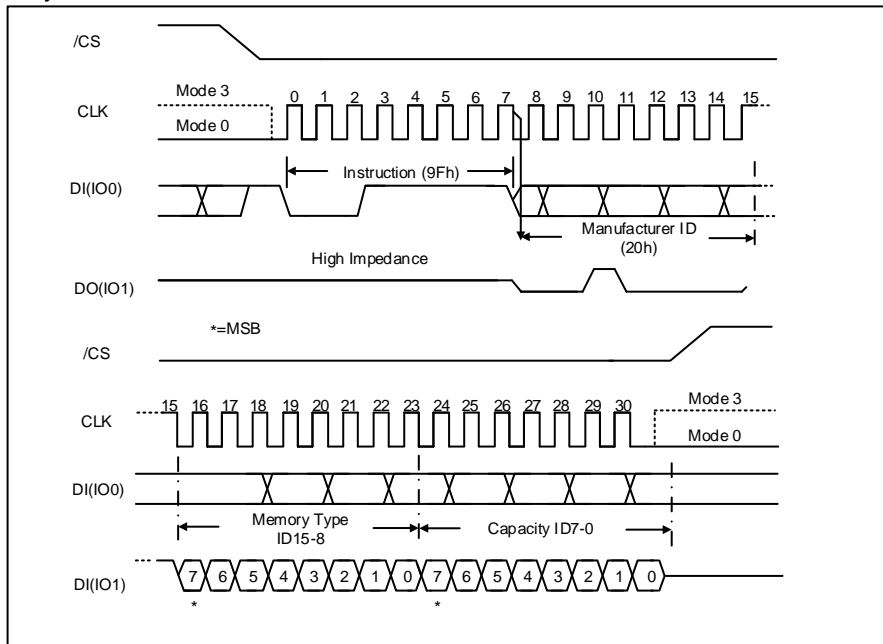 /CS
Mode 3
0 1 2 3 4 5 6 7 8 9 10 11 12 13 14 15
CLK
Mode 0
Instruction (9Fh)
DI(IO0)
Manufacturer ID
(20h)
High Impedance
DO(IO1)
*=MSB
/CS
15 16 17 18 19 20 21 22 23 24 25 26 27 28 29 30
Mode 3
CLK
Mode 0
DI(IO0)
Memory Type
ID15-8
Capacity ID7-0
DI(IO1)
7 6 5 4 3 2 1 0 7 6 5 4 3 2 1 0
* *